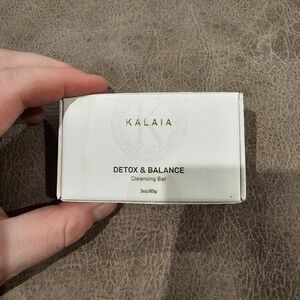 KALAIA
DETOX & BALANCE
Cleansing Bar
3oz/85g